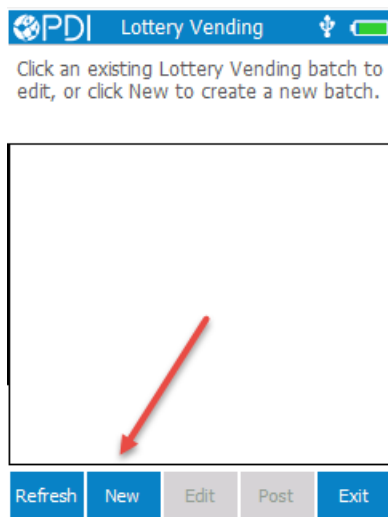 PDI Lottery Vending
Click an existing Lottery Vending batch to
edit, or click New to create a new batch.
Refresh New Edit Post Exit